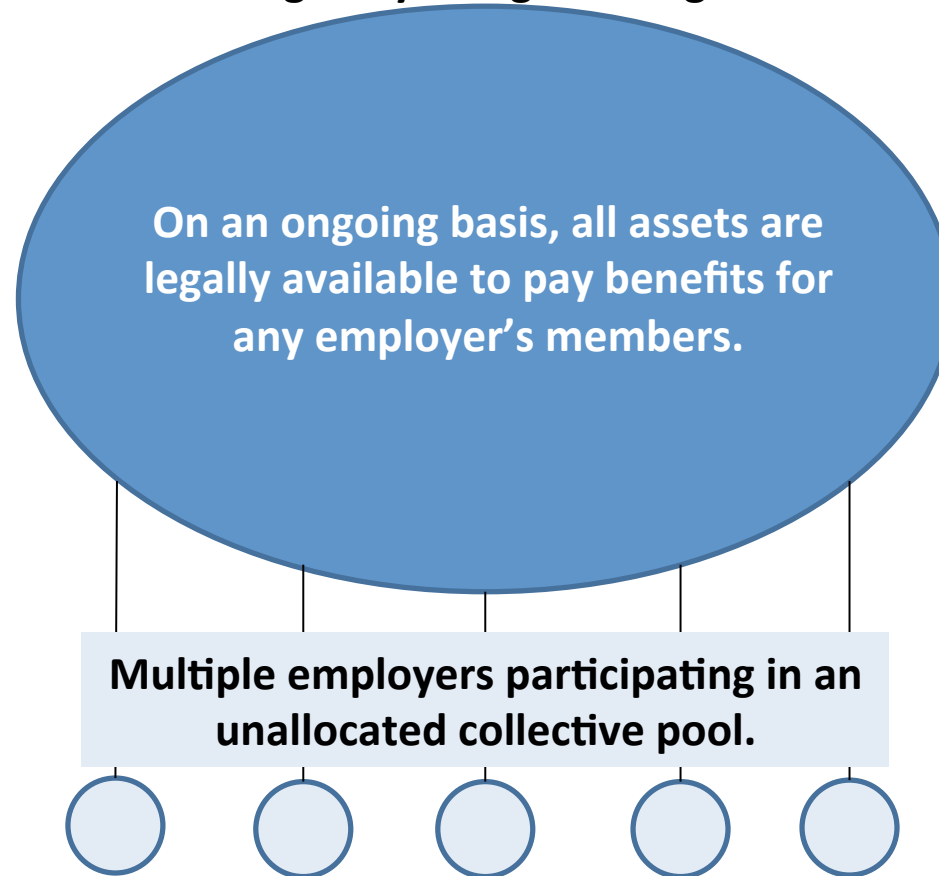 On an ongoing basis, all assets are
legally available to pay benefits for
any employer’s members.
Multiple employers participating in an
unallocated collective pool.